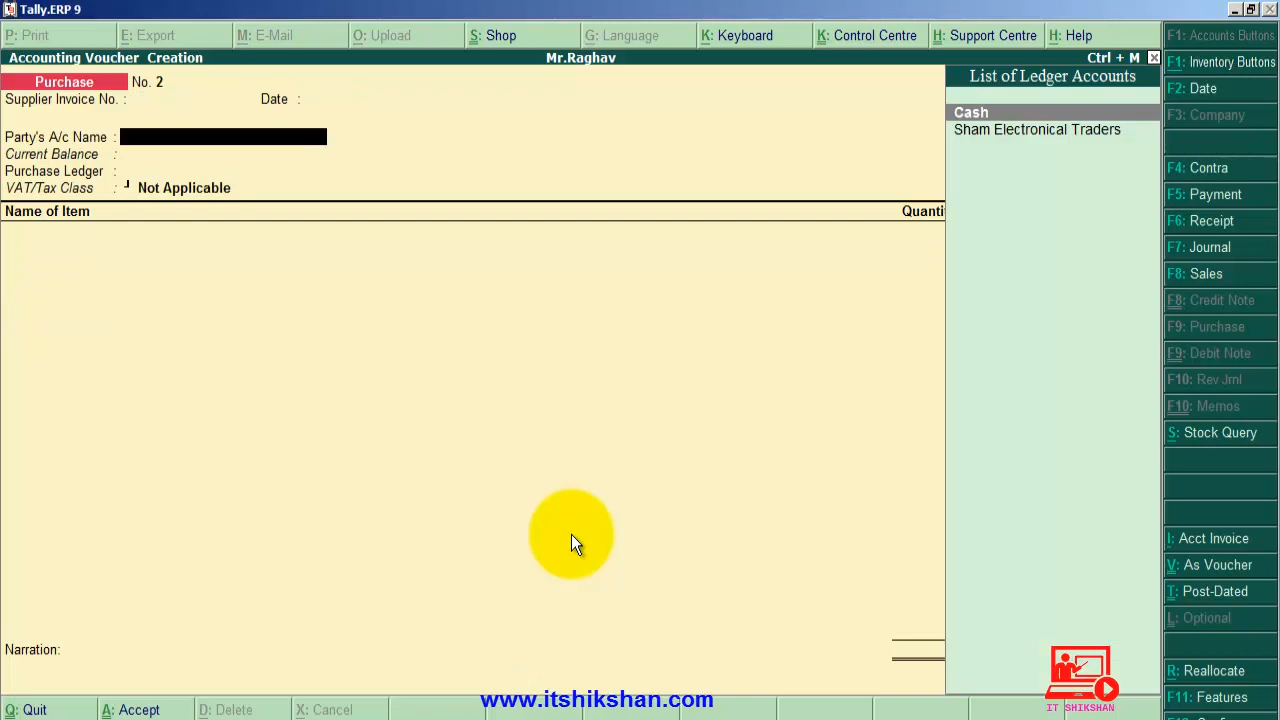 Tally.ERP 9
P: Print E: Export M: E-Mail O: Upload S: Shop G: Language K: Keyboard K: Control Centre H: Support Centre H: Help
Accounting Voucher Creation Mr.Raghav Ctrl + M
Purchase No. 2
Supplier Invoice No. : Date :
Party's A/c Name :
Current Balance :
Purchase Ledger :
VAT/Tax Class : Not Applicable
Name of Item Quantit
Narration:
List of Ledger Accounts
Cash
Sham Electronical Traders
F1: Accounts Buttons
F1: Inventory Buttons
F2: Date
F3: Company
F4: Contra
F5: Payment
F6: Receipt
F7: Journal
F8: Sales
F8: Credit Note
F9: Purchase
F9: Debit Note
F10: Rev Jrnl
F10: Memos
S: Stock Query
I: Acct Invoice
V: As Voucher
T: Post-Dated
L: Optional
R: Reallocate
F11: Features
IT SHIKSHAN
Q: Quit A: Accept D: Delete X: Cancel
www.itshikshan.com